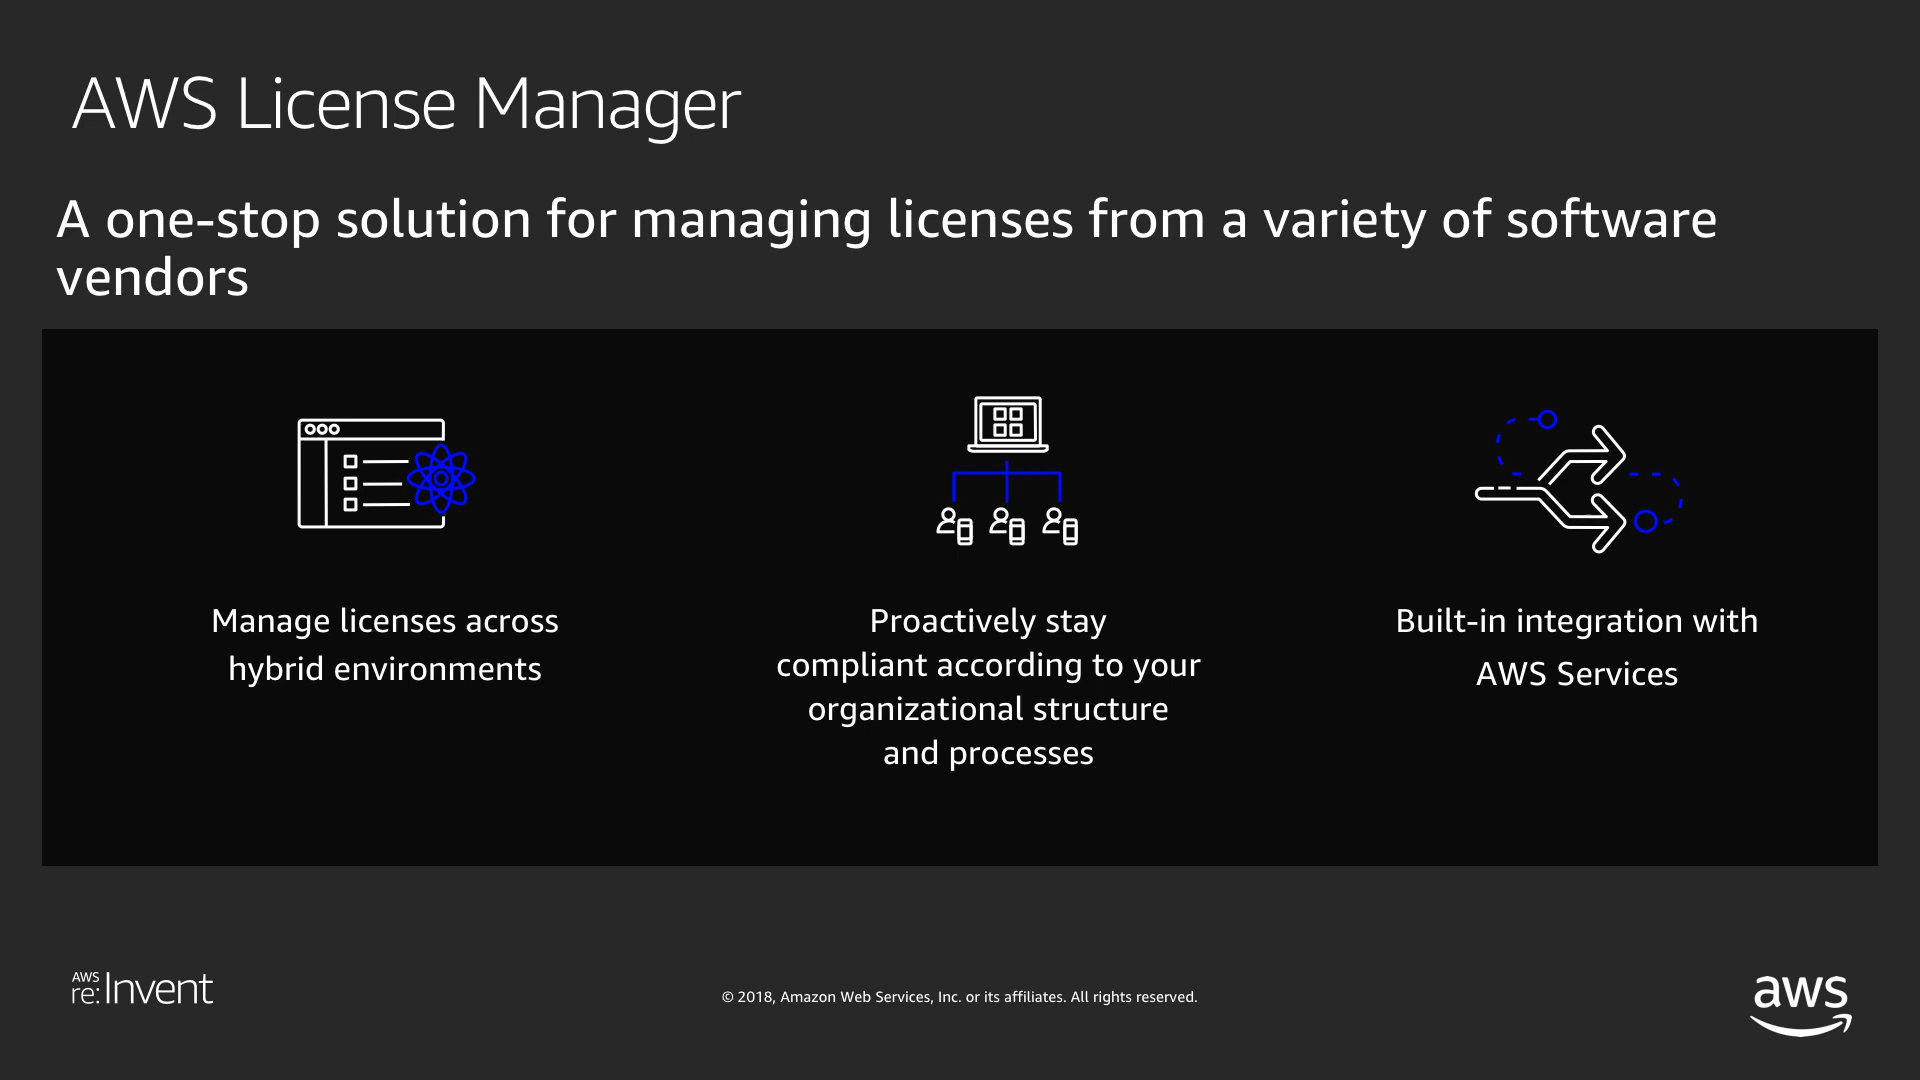 AWS License Manager
A one-stop solution for managing licenses from a variety of software
vendors
Manage licenses across
hybrid environments
Proactively stay
compliant according to your
organizational structure
and processes
Built-in integration with
AWS Services
AWS
re:Invent
© 2018, Amazon Web Services, Inc. or its affiliates. All rights reserved.
aws